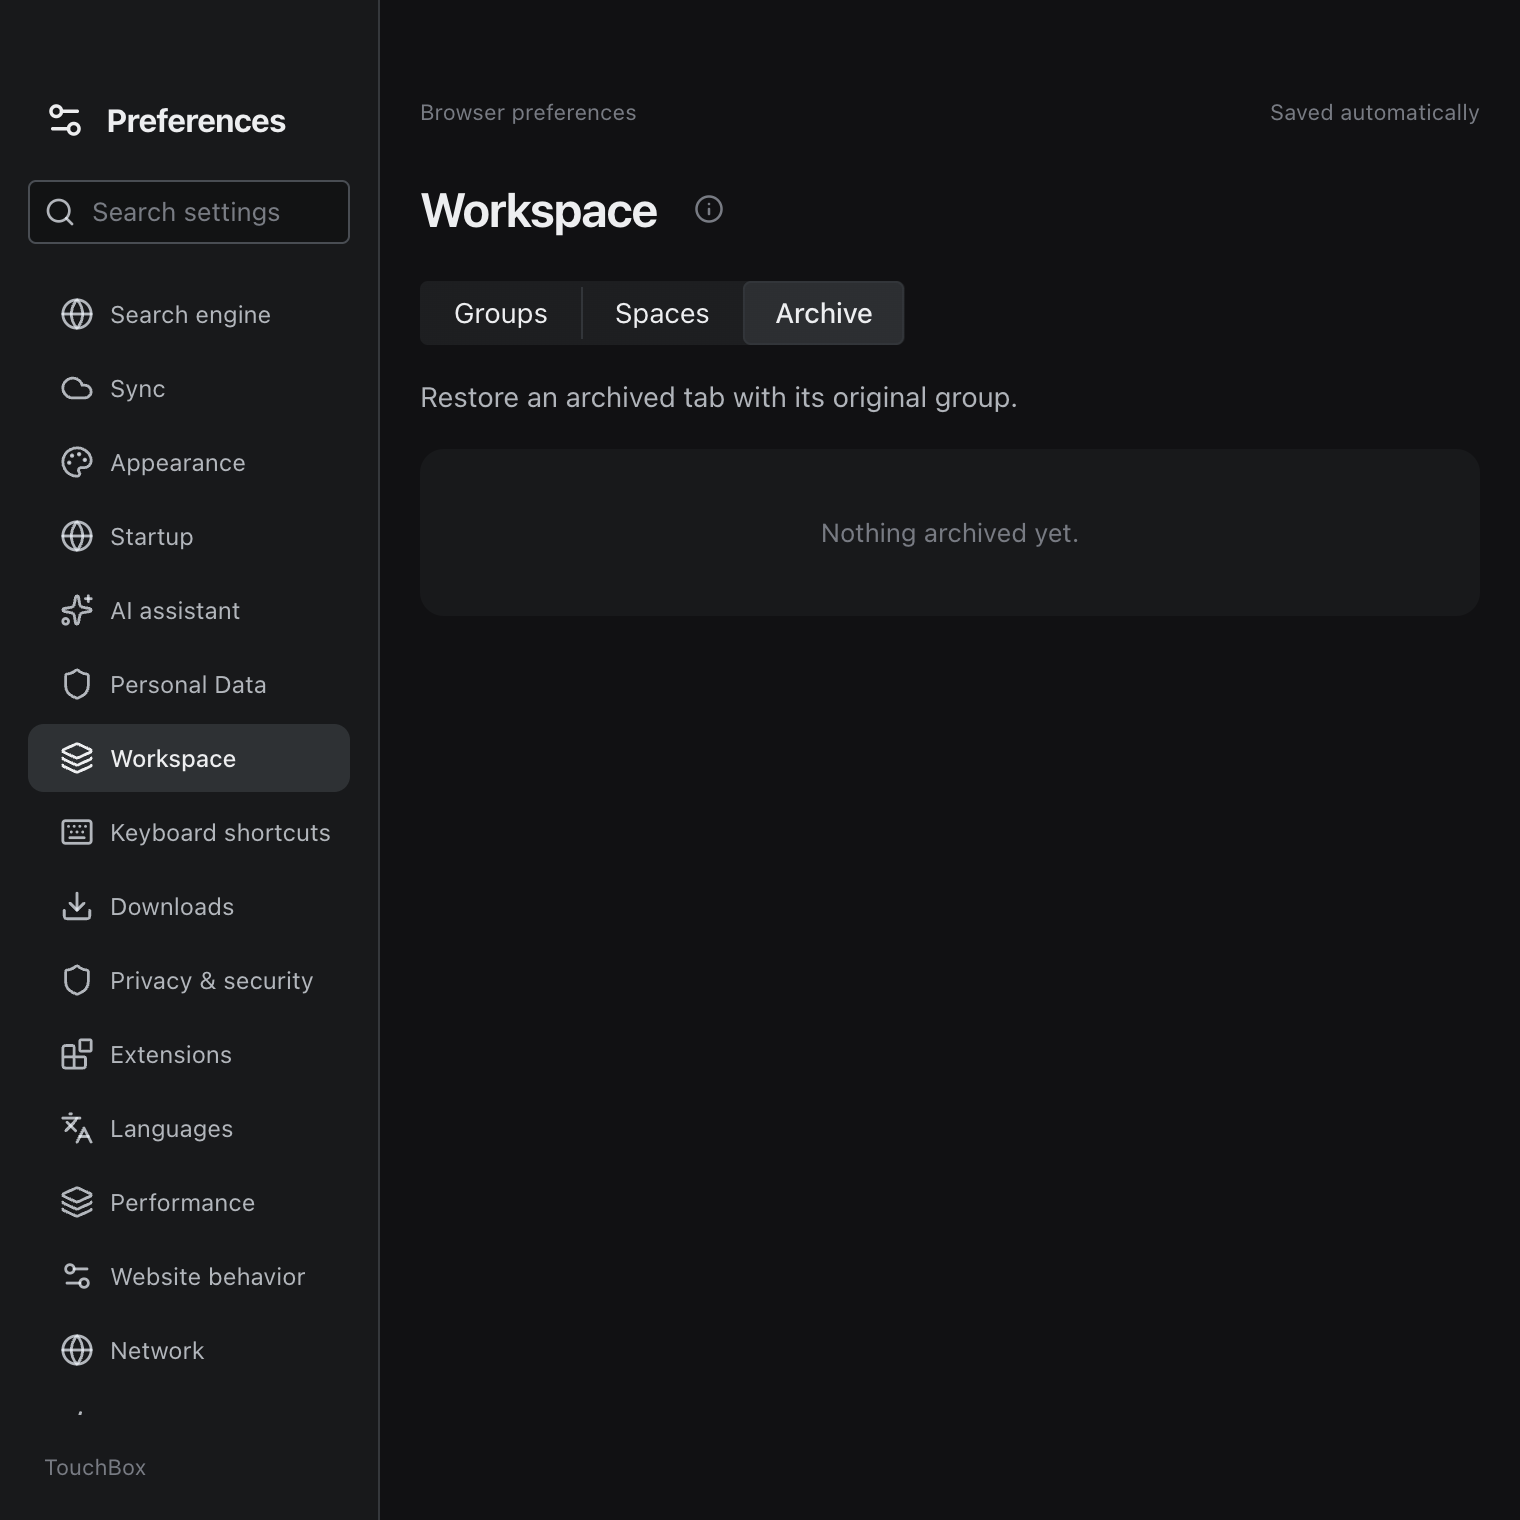 Preferences
Search settings
Search engine
Sync
Appearance
Startup
AI assistant
Personal Data
Workspace
Keyboard shortcuts
Downloads
Privacy & security
Extensions
Languages
Performance
Website behavior
Network
TouchBox
Browser preferences
Saved automatically
Workspace
Groups
Spaces
Archive
Restore an archived tab with its original group.
Nothing archived yet.